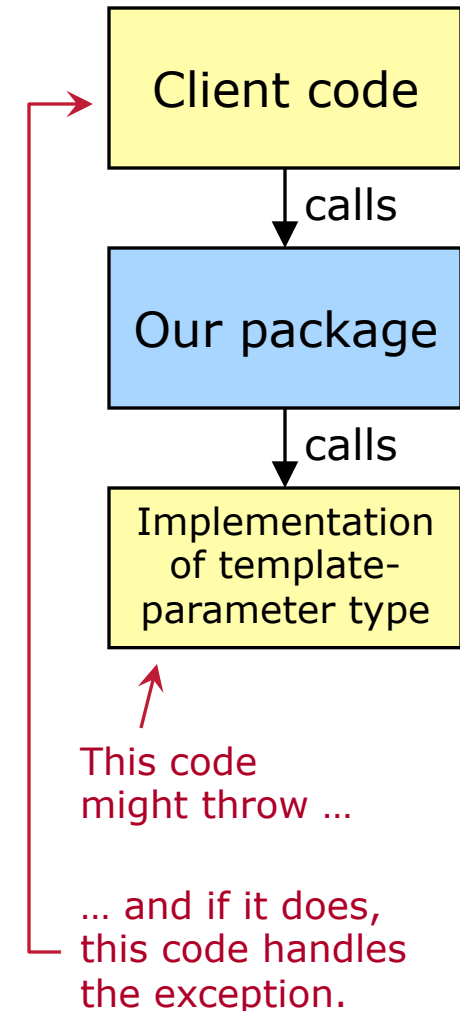 Client code
calls
Our package
calls
Implementation
of template-
parameter type
This code
might throw …
… and if it does,
this code handles
the exception.